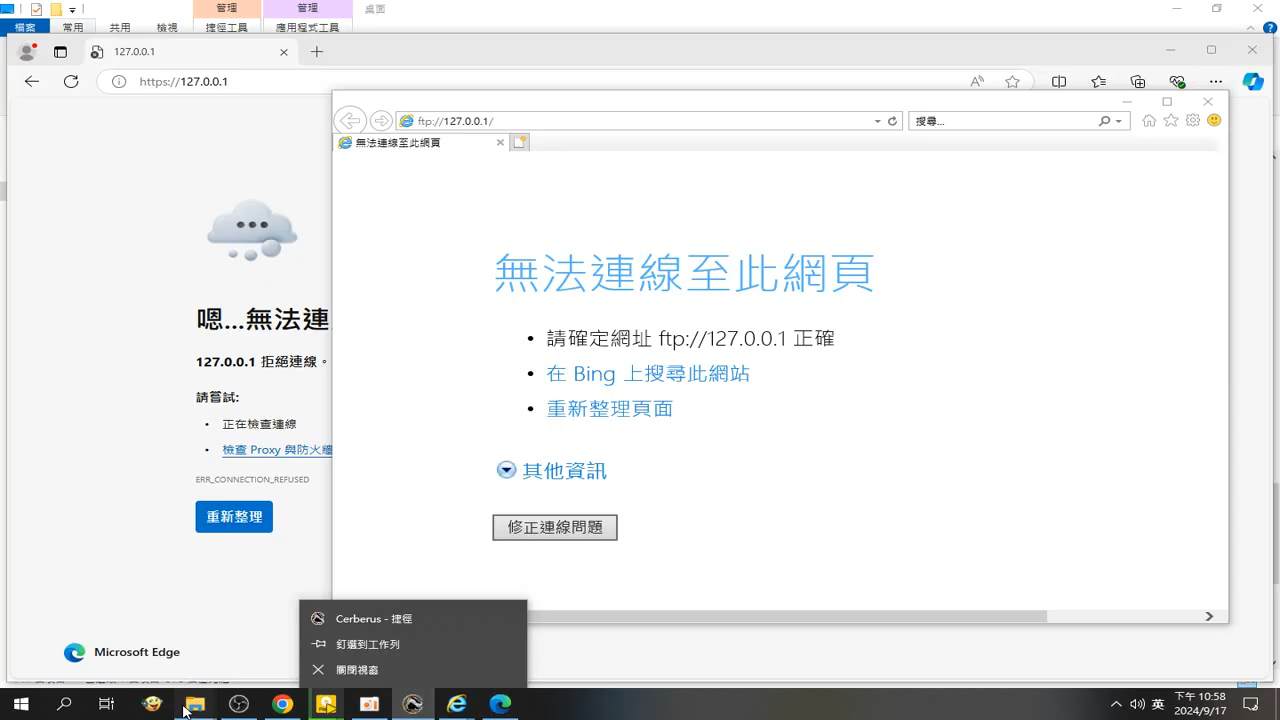 管理
管理
桌面
檔案
常用
共用
檢視
捷徑工具
應用程式工具
127.0.0.1
https://127.0.0.1
ftp://127.0.0.1/
搜尋...
無法連線至此網頁
嗯...無法連
127.0.0.1 拒絕連線。
請嘗試:
• 正在檢查連線
• 檢查 Proxy 與防火牆
ERR_CONNECTION_REFUSED
重新整理
無法連線至此網頁
• 請確定網址 ftp://127.0.0.1 正確
• 在 Bing 上搜尋此網站
• 重新整理頁面
其他資訊
修正連線問題
Microsoft Edge
Cerberus - 捷徑
釘選到工作列
關閉視窗
英
下午 10:58
2024/9/17